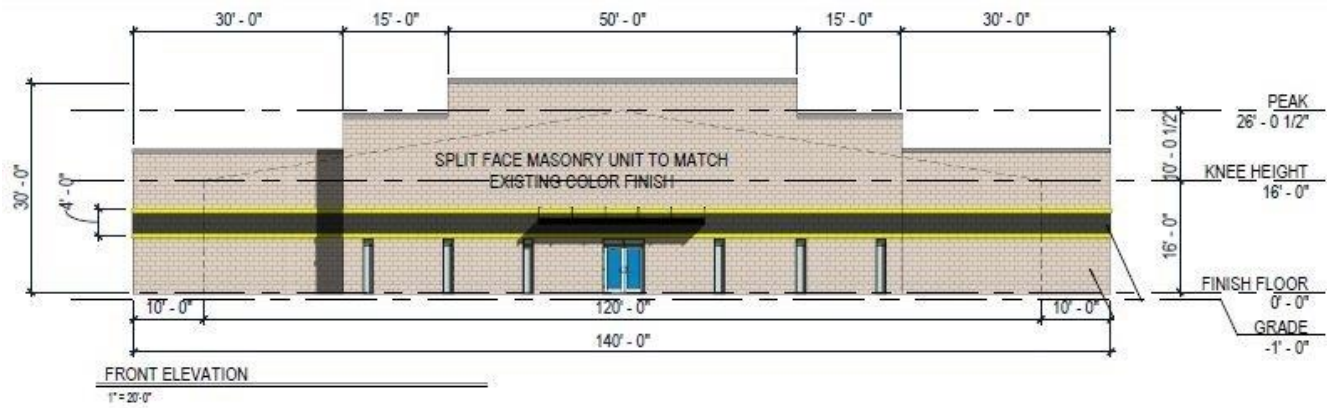 30' - 0"
15' - 0"
50' - 0"
15' - 0"
30' - 0"
PEAK
26' - 0 1/2"
10' - 0 1/2"
SPLIT FACE MASONRY UNIT TO MATCH
EXISTING COLOR FINISH
KNEE HEIGHT
16' - 0"
30' - 0"
4' - 0"
16' - 0"
FINISH FLOOR
0' - 0"
10' - 0"
120' - 0"
10' - 0"
GRADE
-1' - 0"
140' - 0"
FRONT ELEVATION
1" = 20'-0"